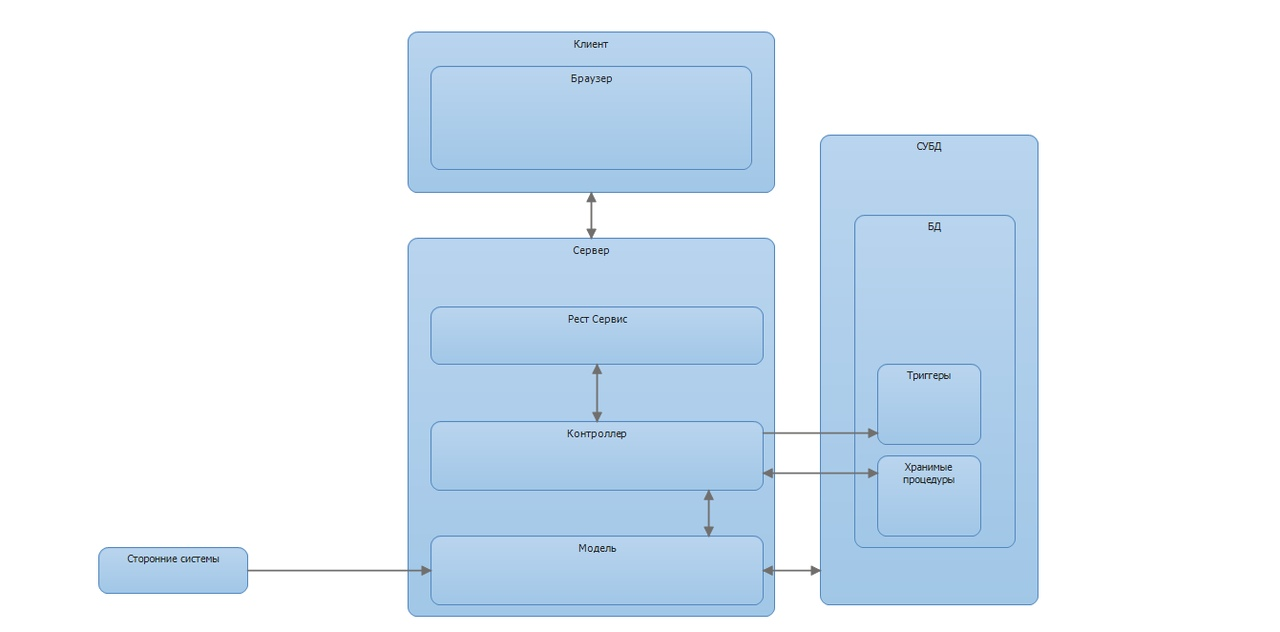 Клиент
Браузер
СУБД
БД
Сервер
Рест Сервис
Триггеры
Контроллер
Хранимые
процедуры
Модель
Сторонние системы